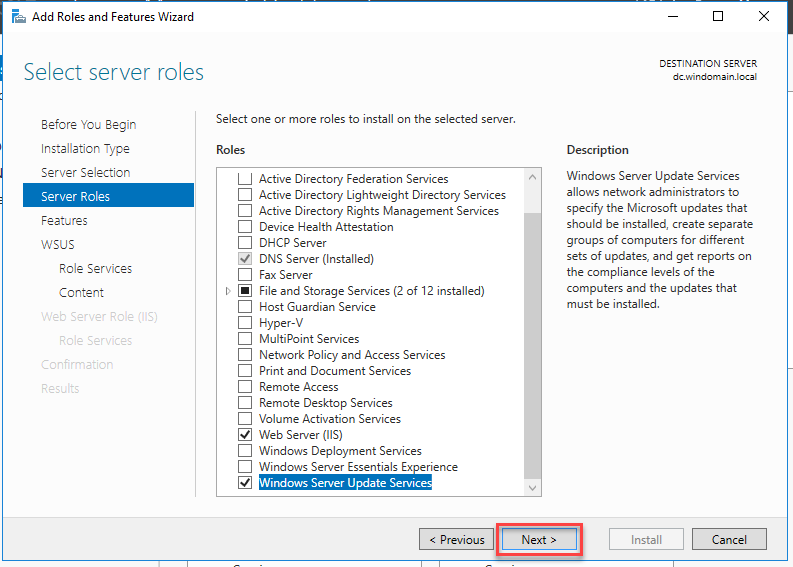 Add Roles and Features Wizard
Select server roles
DESTINATION SERVER
dc.windomain.local
Before You Begin
Installation Type
Server Selection
Server Roles
Features
WSUS
Role Services
Content
Web Server Role (IIS)
Role Services
Confirmation
Results
Select one or more roles to install on the selected server.
Roles
Active Directory Federation Services
Active Directory Lightweight Directory Services
Active Directory Rights Management Services
Device Health Attestation
DHCP Server
DNS Server (Installed)
Fax Server
File and Storage Services (2 of 12 installed)
Host Guardian Service
Hyper-V
MultiPoint Services
Network Policy and Access Services
Print and Document Services
Remote Access
Remote Desktop Services
Volume Activation Services
Web Server (IIS)
Windows Deployment Services
Windows Server Essentials Experience
Windows Server Update Services
Description
Windows Server Update Services
allows network administrators to
specify the Microsoft updates that
should be installed, create separate
groups of computers for different
sets of updates, and get reports on
the compliance levels of the
computers and the updates that
must be installed.
< Previous
Next >
Install
Cancel